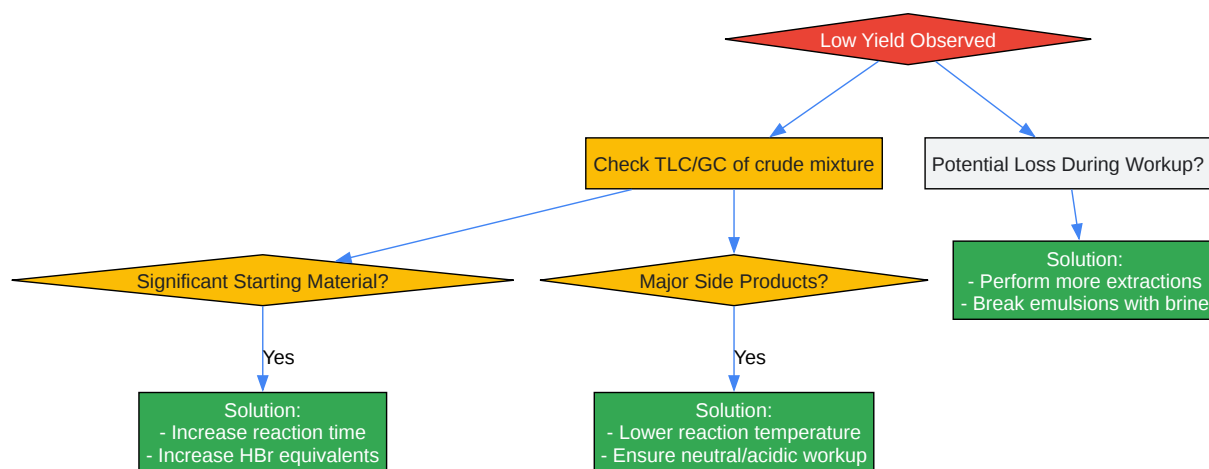 Low Yield Observed
Check TLC/GC of crude mixture
Potential Loss During Workup?
Significant Starting Material?
Major Side Products?
Solution:
- Perform more extractions
- Break emulsions with brine
Yes
Yes
Solution:
- Increase reaction time
- Increase HBr equivalents
Solution:
- Lower reaction temperature
- Ensure neutral/acidic workup